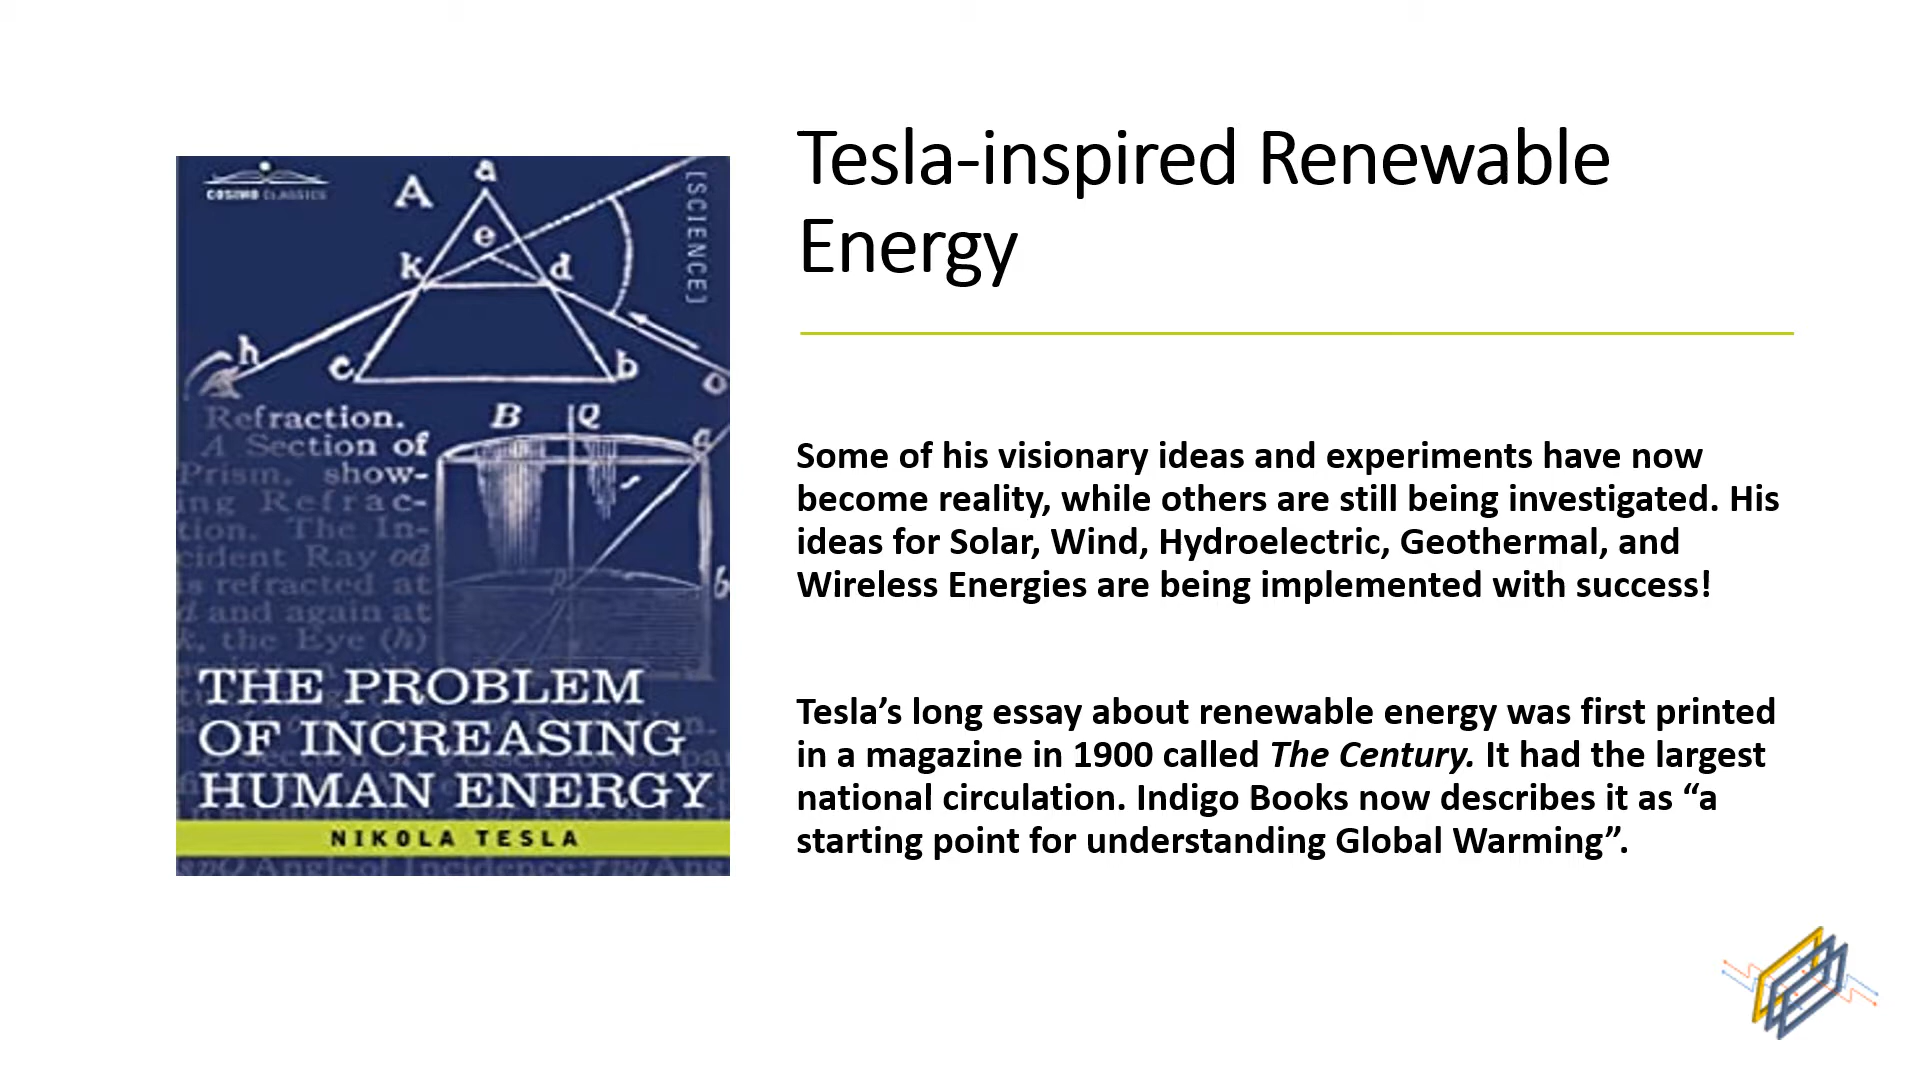 Tesla-inspired Renewable
Energy
Some of his visionary ideas and experiments have now
become reality, while others are still being investigated. His
ideas for Solar, Wind, Hydroelectric, Geothermal, and
Wireless Energies are being implemented with success!
Tesla’s long essay about renewable energy was first printed
in a magazine in 1900 called The Century. It had the largest
national circulation. Indigo Books now describes it as “a
starting point for understanding Global Warming”.
COSIMO CLASSICS
[SCIENCE]
A
a
e
k
d
h
c
b
o
Refraction.
A Section of
Prism, show-
ing Refrac-
tion. The In-
cident Ray od
is refracted at
d and again at
k, the Eye (h)
B
Q
a
p
b
THE PROBLEM
OF INCREASING
HUMAN ENERGY
NIKOLA TESLA
Angle of Incidence;